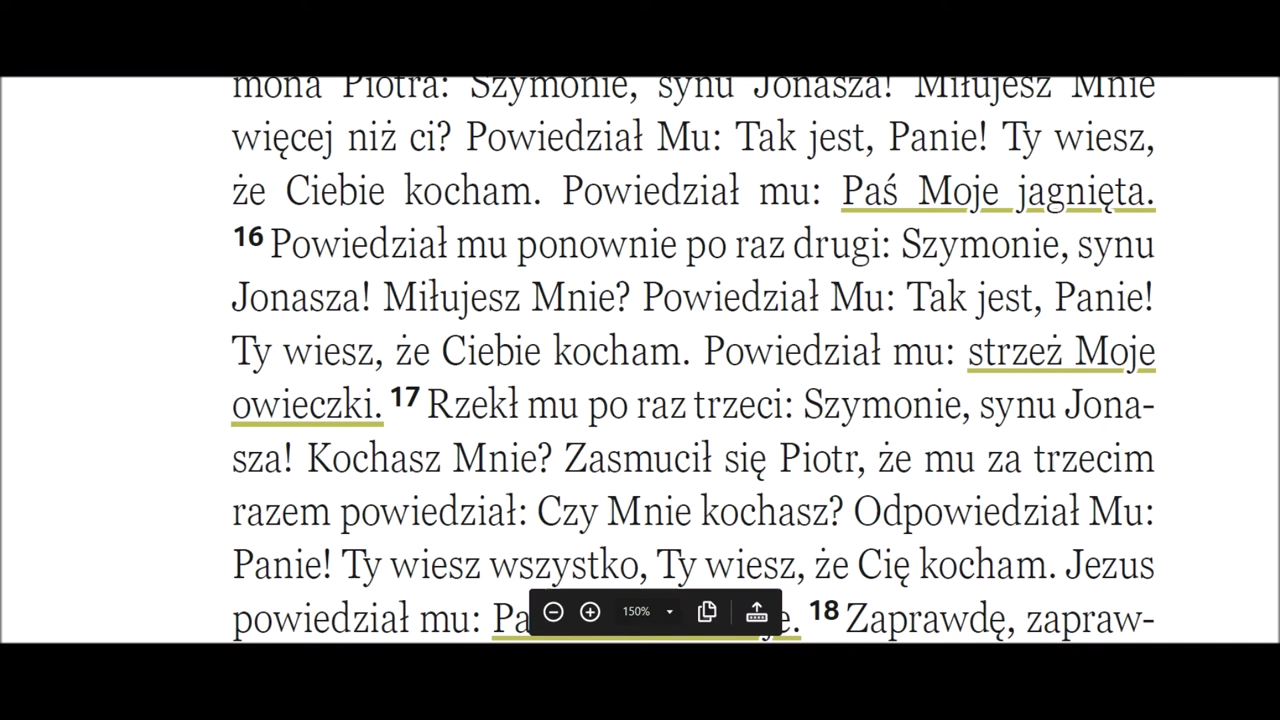 mona Piotra: Szymonie, synu Jonasza! Miłujesz Mnie
więcej niż ci? Powiedział Mu: Tak jest, Panie! Ty wiesz,
że Ciebie kocham. Powiedział mu: Paś Moje jagnięta.
16 Powiedział mu ponownie po raz drugi: Szymonie, synu
Jonasza! Miłujesz Mnie? Powiedział Mu: Tak jest, Panie!
Ty wiesz, że Ciebie kocham. Powiedział mu: strzeż Moje
owieczki. 17 Rzekł mu po raz trzeci: Szymonie, synu Jona-
sza! Kochasz Mnie? Zasmucił się Piotr, że mu za trzecim
razem powiedział: Czy Mnie kochasz? Odpowiedział Mu:
Panie! Ty wiesz wszystko, Ty wiesz, że Cię kocham. Jezus
powiedział mu: 18 Zaprawdę, zapraw-
150%